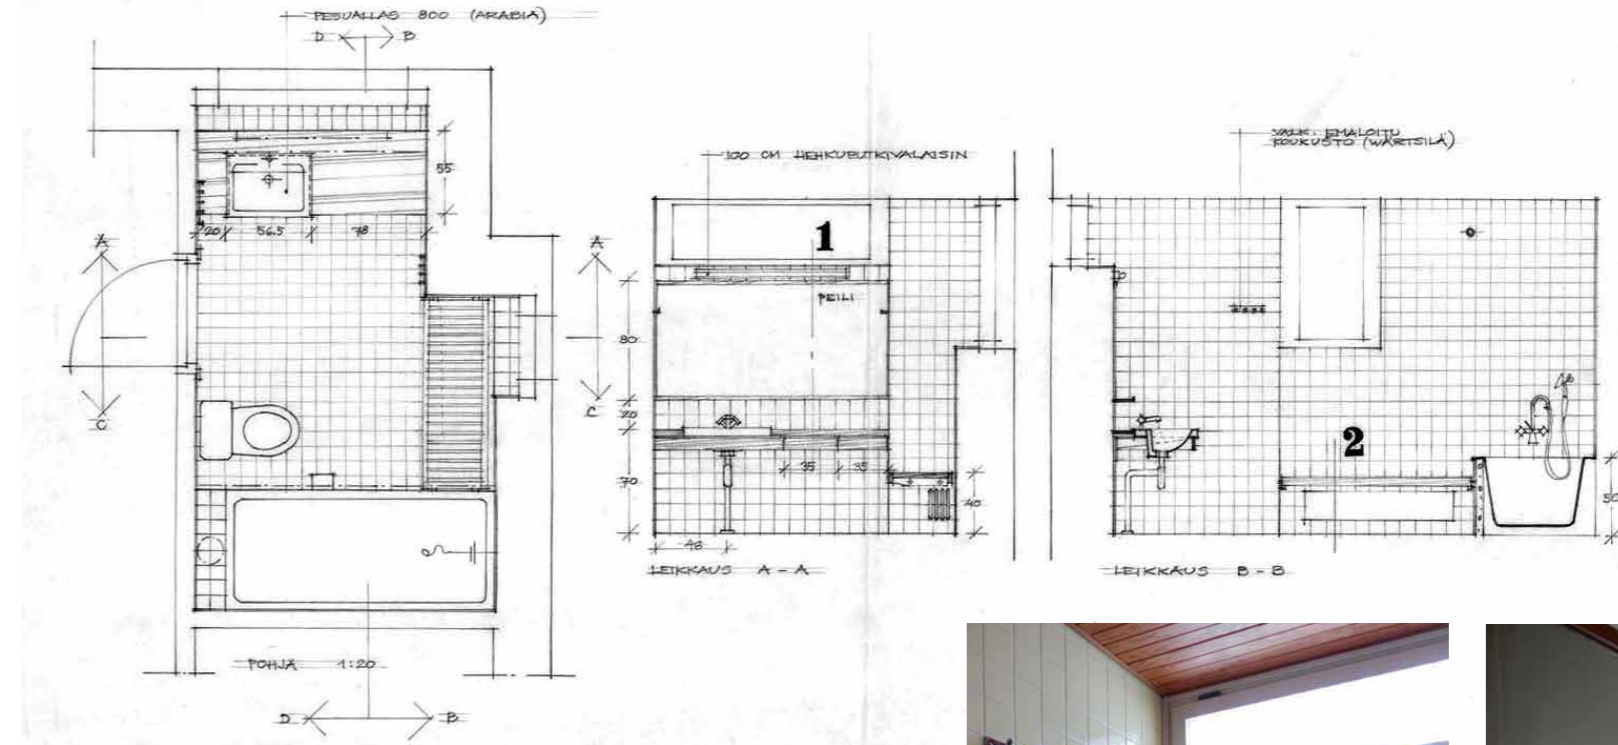 PESUALLAS 800 (ARABIA)
D B
55
20 56.5 78
A A
C C
POHJA 1:20
D B
100 CM HEHKUPUTKIVALAISIN
1
PEILI
80
20
70
35 35
40
48
LEIKKAUS A-A
VALK. EMALOITU
KOUKUSTO (WÄRTSILÄ)
2
50
LEIKKAUS B-B